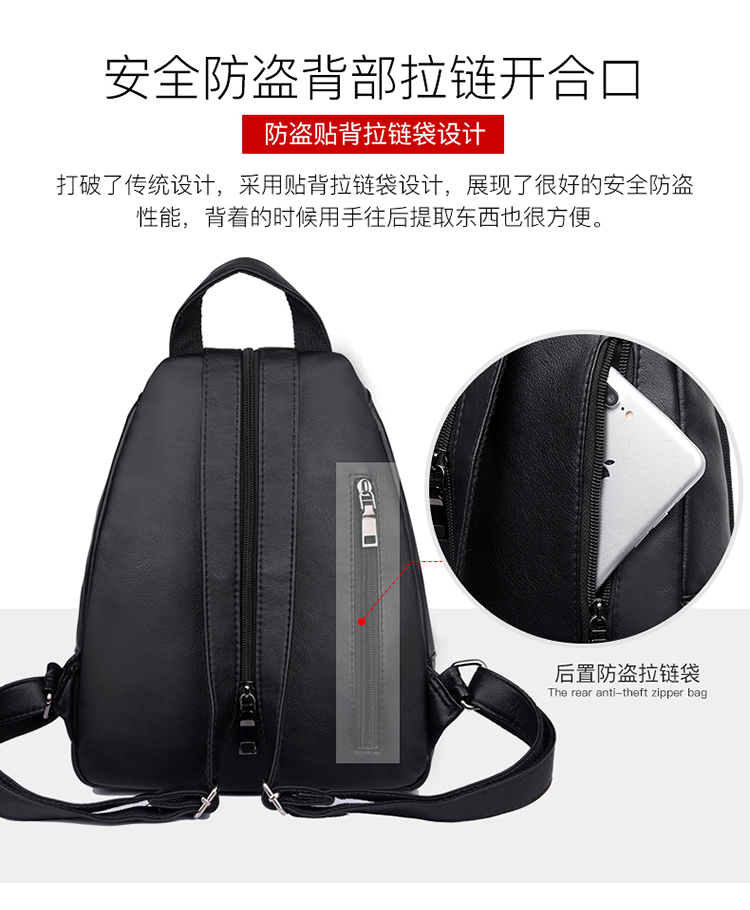 安全防盗背部拉链开合口
防盗贴背拉链袋设计
打破了传统设计，采用贴背拉链袋设计，展现了很好的安全防盗
性能，背着的时候用手往后提取东西也很方便。
后置防盗拉链袋
The rear anti-theft zipper bag